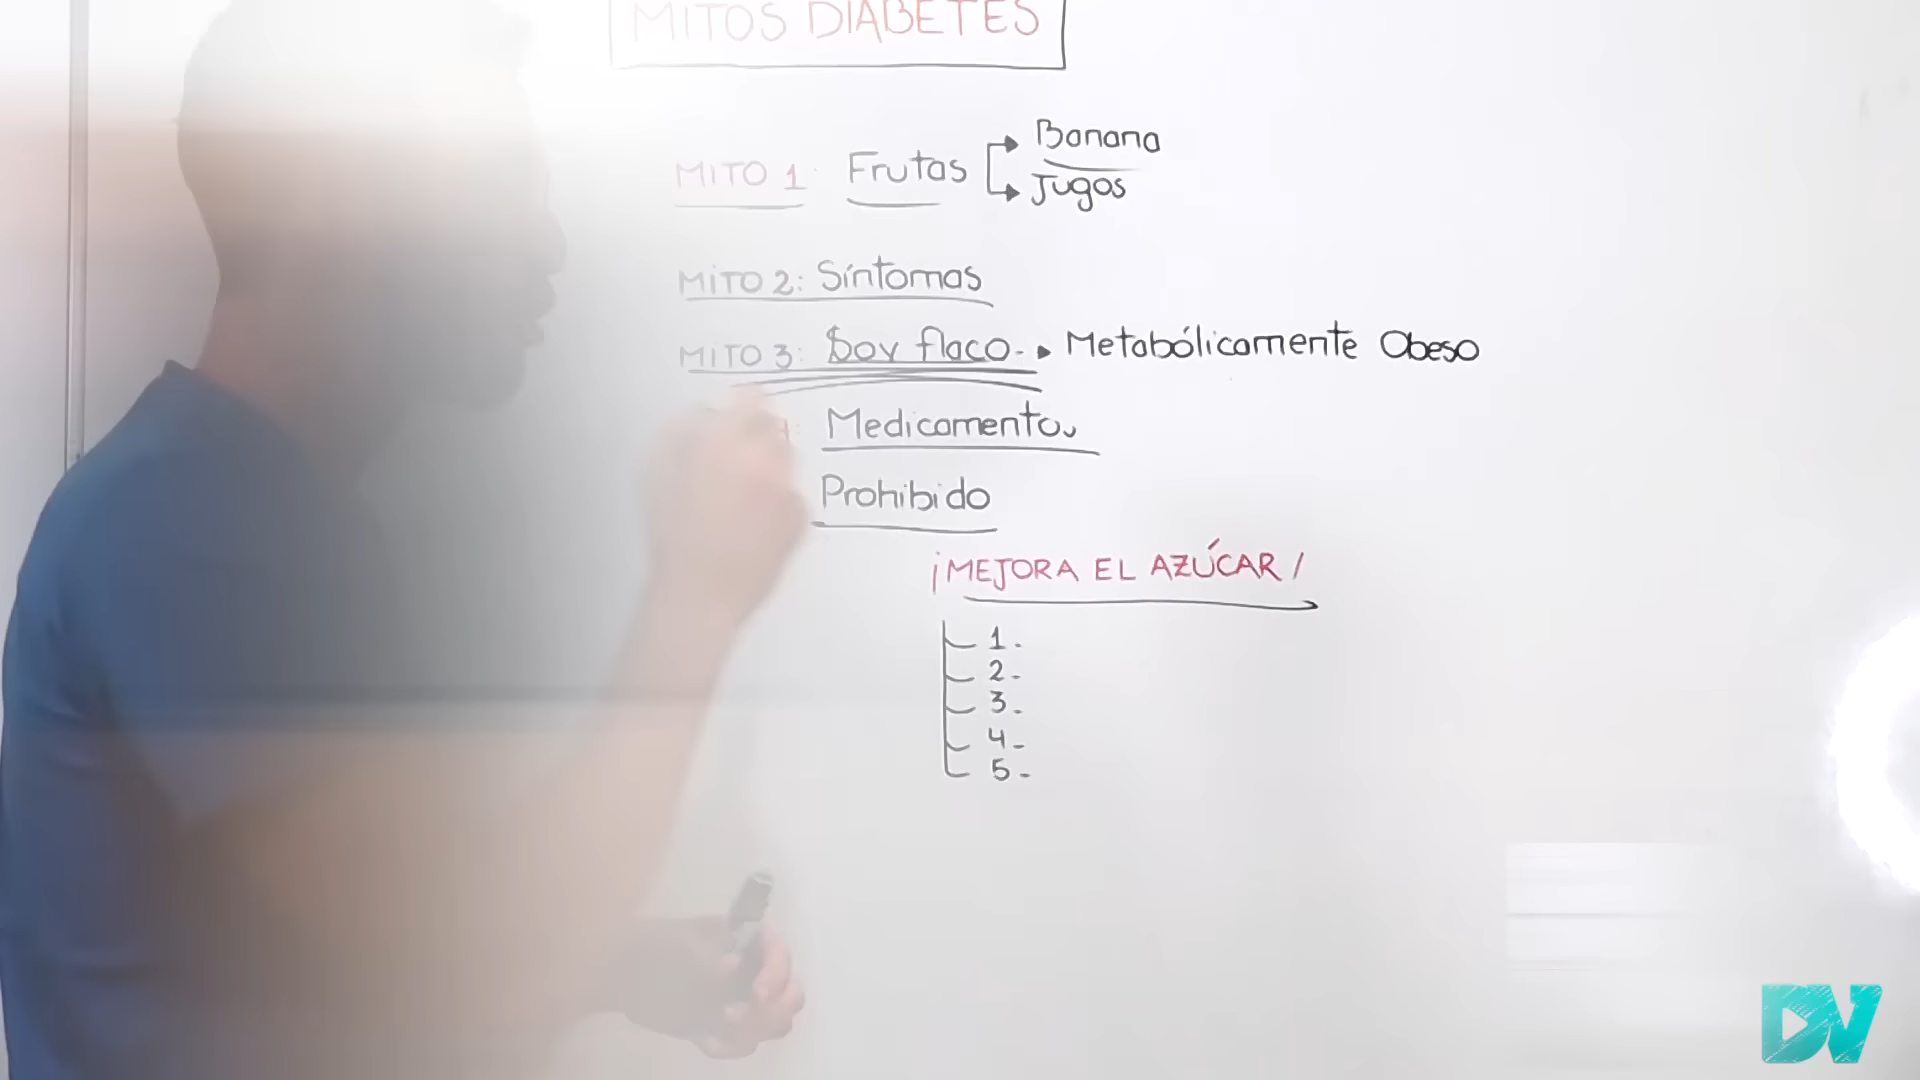 MITOS DIABETES
MITO 1: Frutas
Banana
Jugos
MITO 2: Síntomas
MITO 3: Soy flaco. Metabólicamente Obeso
Medicamentos
Prohibido
¡MEJORA EL AZÚCAR!
1.
2.
3.
4.
5.
DV